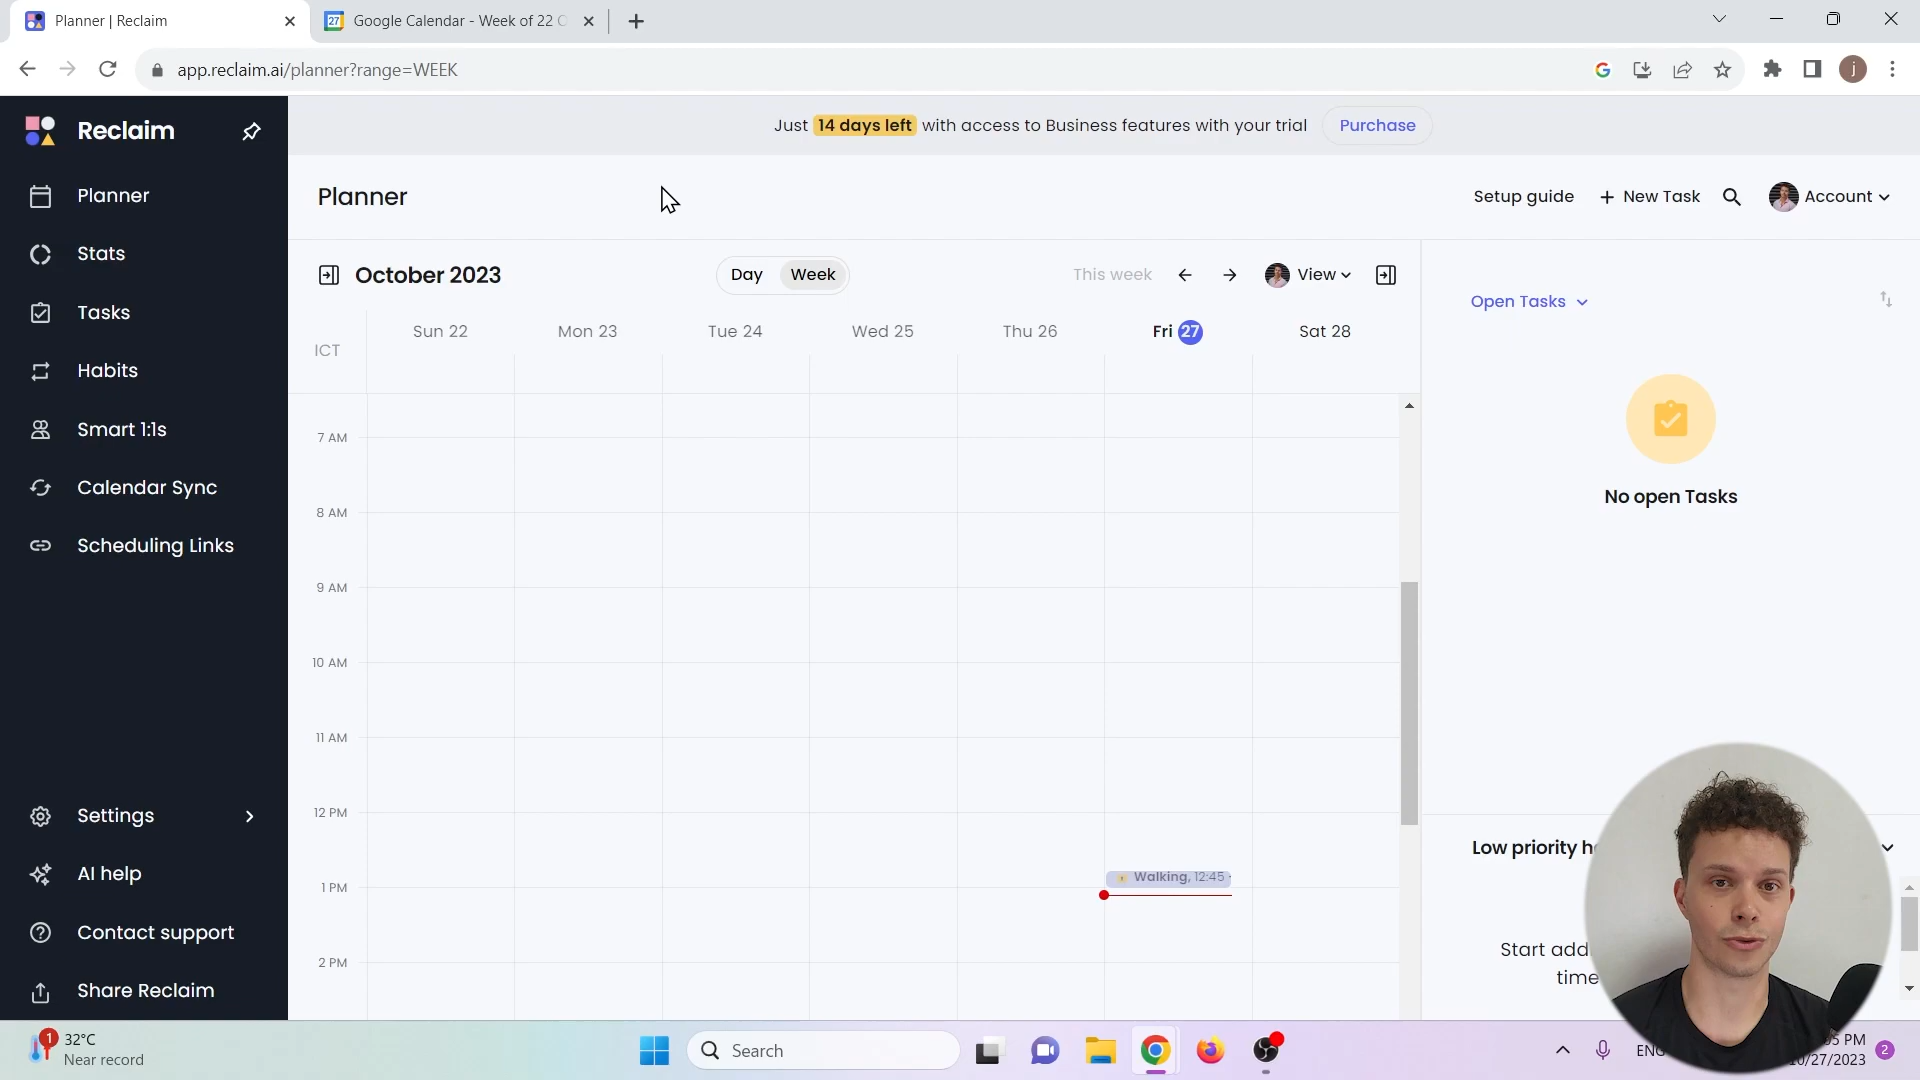 Planner | Reclaim
27 Google Calendar - Week of 22
app.reclaim.ai/planner?range=WEEK
j
Reclaim
Planner
Stats
Tasks
Habits
Smart 1:1s
Calendar Sync
Scheduling Links
Settings
AI help
Contact support
Share Reclaim
Just 14 days left with access to Business features with your trial Purchase
Planner
Setup guide + New Task Account
October 2023
Day Week
This week
View
ICT
Sun 22 Mon 23 Tue 24 Wed 25 Thu 26 Fri 27 Sat 28
7 AM
8 AM
9 AM
10 AM
11 AM
12 PM
1 PM
2 PM
Walking, 12:45
Open Tasks
No open Tasks
Low priority
Start
time
1
32°C
Near record
Search
ENG
PM
10/27/2023
2